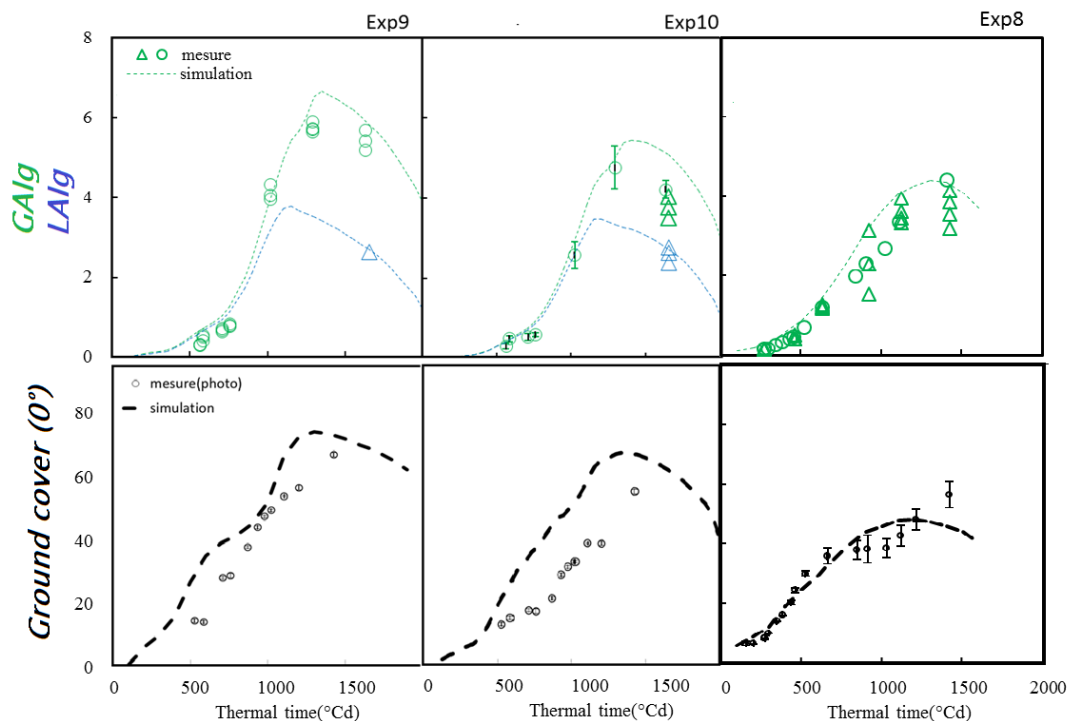 Exp9
Exp10
Exp8
8
6
4
2
0
GAIg
LAIg
mesure
simulation
80
60
40
20
0
Ground cover (0°)
mesure(photo)
simulation
0 500 1000 1500
0 500 1000 1500
0 500 1000 1500 2000
Thermal time(°Cd)
Thermal time(°Cd)
Thermal time(°Cd)